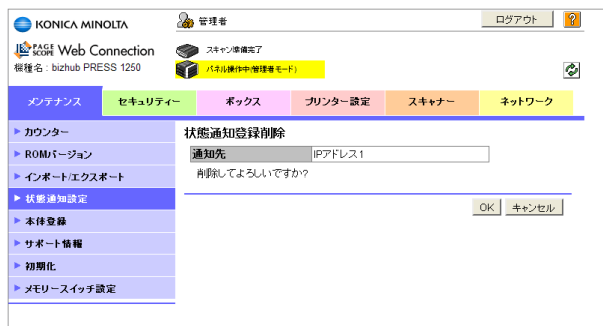 KONICA MINOLTA
管理者
ログアウト
?
PAGE SCOPE Web Connection
スキャン準備完了
機種名 : bizhub PRESS 1250
パネル操作中(管理者モード)
メンテナンス
セキュリティー
ボックス
プリンター設定
スキャナー
ネットワーク
カウンター
ROMバージョン
インポート/エクスポート
状態通知設定
本体登録
サポート情報
初期化
メモリースイッチ設定
状態通知登録削除
通知先 IPアドレス1
削除してよろしいですか?
OK
キャンセル